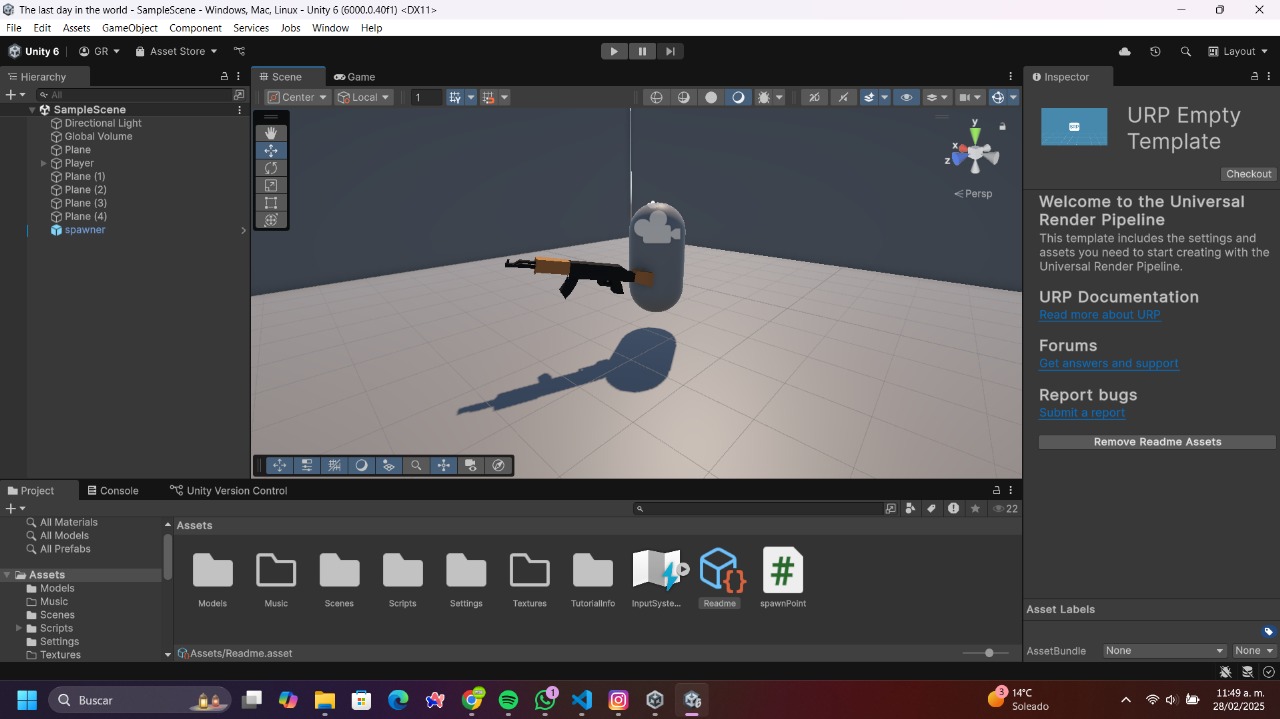 The last day in the world - SampleScene - Windows, Mac, Linux - Unity 6 (6000.0.40f1) <DX11>
File Edit Assets GameObject Component Services Jobs Window Help
Unity 6 GR Asset Store Layout
Hierarchy
All
SampleScene
Directional Light
Global Volume
Plane
Player
Plane (1)
Plane (2)
Plane (3)
Plane (4)
spawner
Scene Game
Center Local 1 2D
y
x
z
Persp
Inspector
URP Empty
Template
Checkout
Welcome to the Universal
Render Pipeline
This template includes the settings and
assets you need to start creating with the
Universal Render Pipeline.
URP Documentation
Read more about URP
Forums
Get answers and support
Report bugs
Submit a report
Remove Readme Assets
Asset Labels
AssetBundle None None
Project Console Unity Version Control
22
All Materials
All Models
All Prefabs
Assets
Models
Music
Scenes
Scripts
Settings
Textures
Assets
Models Music Scenes Scripts Settings Textures TutorialInfo InputSyste... Readme spawnPoint
Assets/Readme.asset
Buscar
1
3
14°C
Soleado
11:49 a. m.
28/02/2025